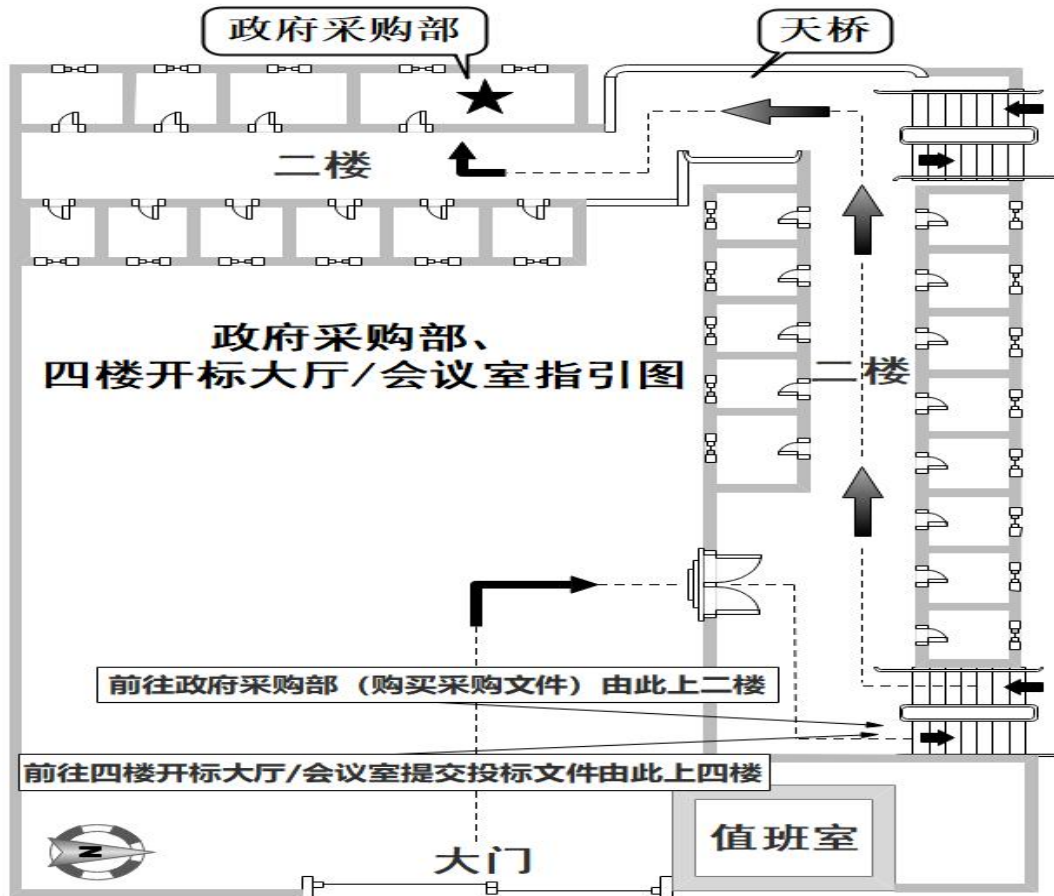 政府采购部
天桥
二楼
政府采购部、
四楼开标大厅/会议室指引图
二楼
前往政府采购部（购买采购文件）由此上二楼
前往四楼开标大厅/会议室提交投标文件由此上四楼
值班室
大门
N